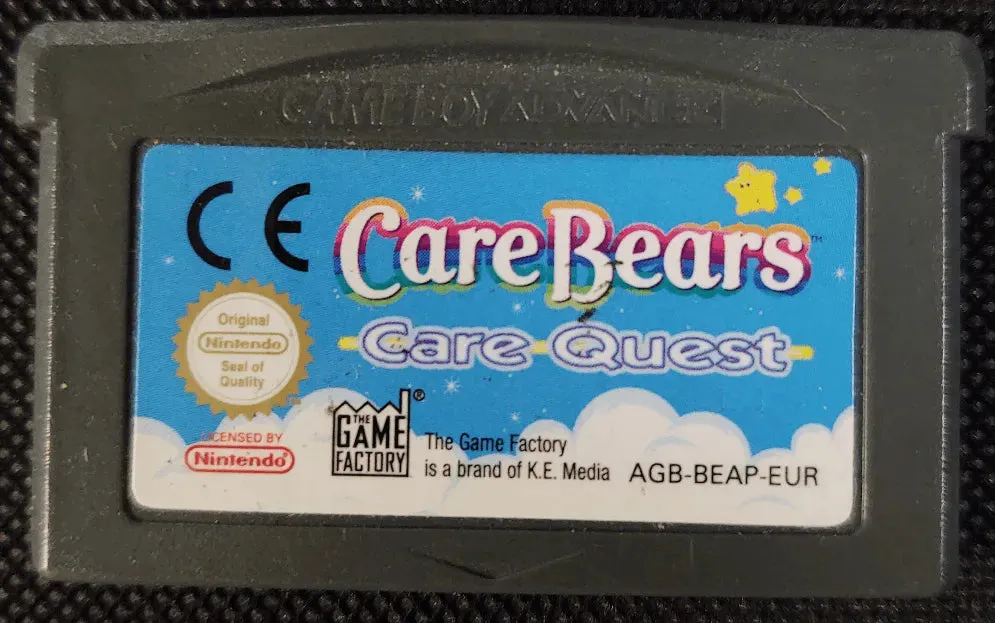 GAME BOY ADVANCE
CE
Care Bears™
Care Quest
Original
Nintendo
Seal of
Quality
LICENSED BY
Nintendo®
THE
GAME
FACTORY
®
The Game Factory
is a brand of K.E. Media
AGB-BEAP-EUR